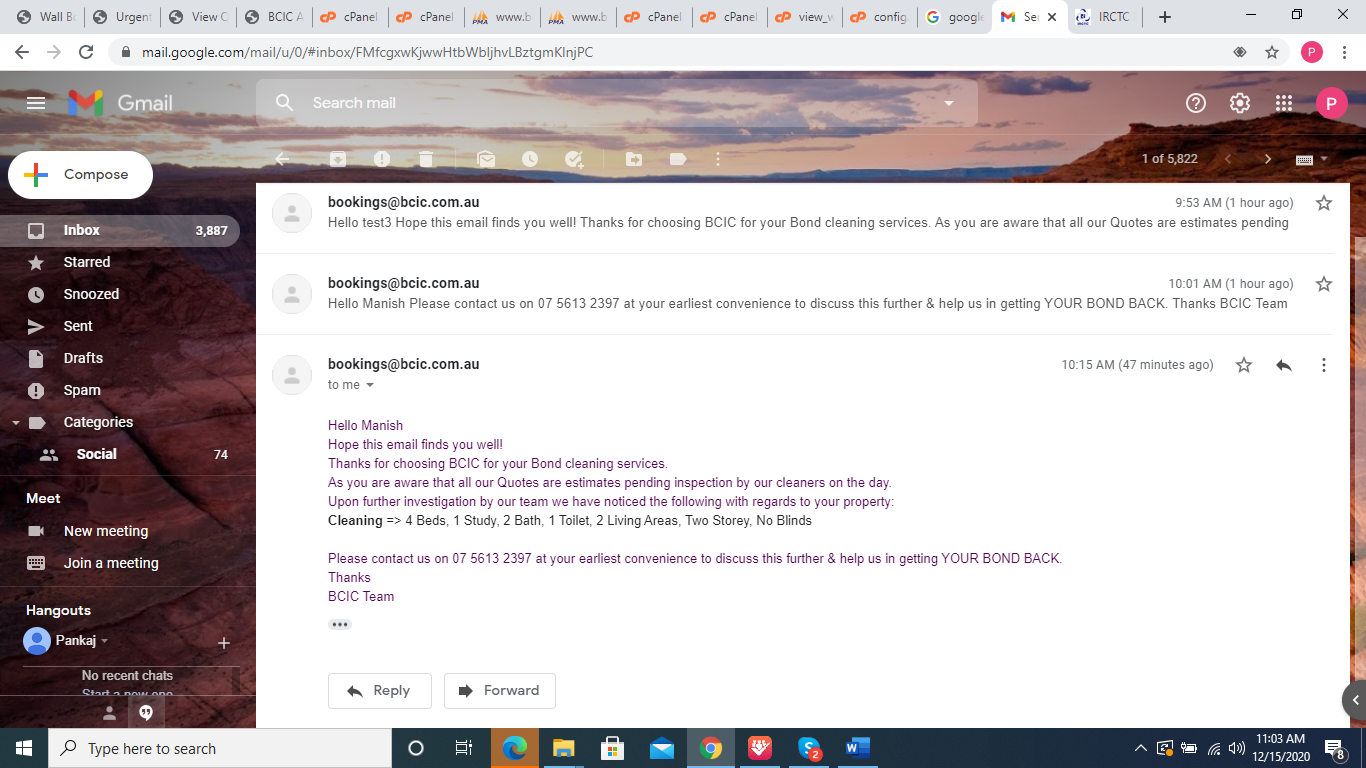 Wall Bo
Urgent
View C
BCIC A
cPanel
cPanel
www.b
www.b
cPanel
cPanel
view_v
config
google
Se
IRCTC
mail.google.com/mail/u/0/#inbox/FMfcgxwKjwwHtbWbljhvLBztgmKlnjPC
P
Gmail
Search mail
P
Compose
1 of 5,822
Inbox 3,887
Starred
Snoozed
Sent
Drafts
Spam
Categories
Social 74
Meet
New meeting
Join a meeting
Hangouts
Pankaj
No recent chats
Start a new one
bookings@bcic.com.au 9:53 AM (1 hour ago)
Hello test3 Hope this email finds you well! Thanks for choosing BCIC for your Bond cleaning services. As you are aware that all our Quotes are estimates pending
bookings@bcic.com.au 10:01 AM (1 hour ago)
Hello Manish Please contact us on 07 5613 2397 at your earliest convenience to discuss this further & help us in getting YOUR BOND BACK. Thanks BCIC Team
bookings@bcic.com.au 10:15 AM (47 minutes ago)
to me
Hello Manish
Hope this email finds you well!
Thanks for choosing BCIC for your Bond cleaning services.
As you are aware that all our Quotes are estimates pending inspection by our cleaners on the day.
Upon further investigation by our team we have noticed the following with regards to your property:
Cleaning => 4 Beds, 1 Study, 2 Bath, 1 Toilet, 2 Living Areas, Two Storey, No Blinds
Please contact us on 07 5613 2397 at your earliest convenience to discuss this further & help us in getting YOUR BOND BACK.
Thanks
BCIC Team
Reply
Forward
Type here to search
2
11:03 AM
12/15/2020
8